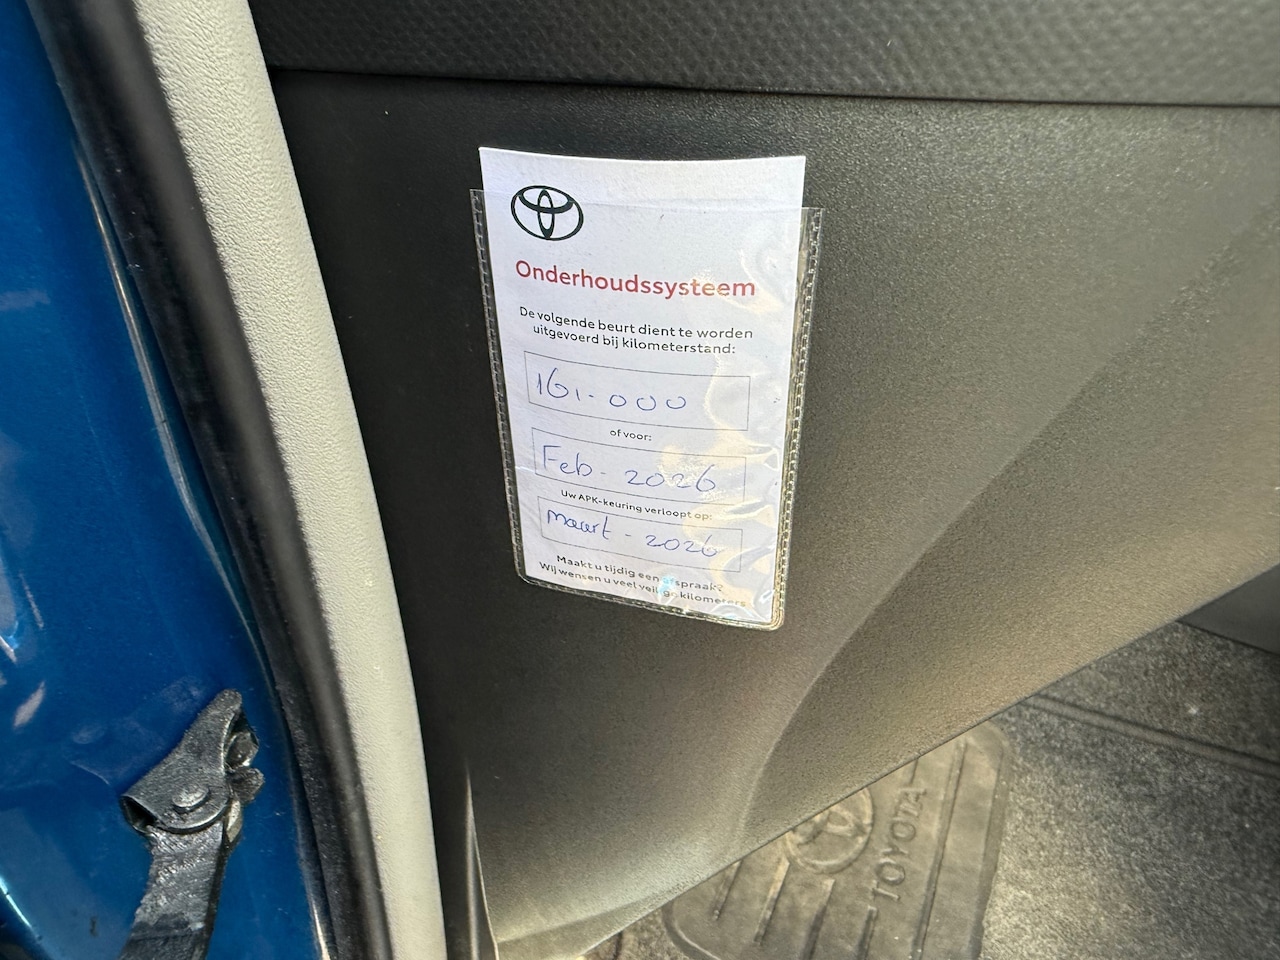 Onderhoudssysteem
De volgende beurt dient te worden
uitgevoerd bij kilometerstand:
161.000
of voor:
Feb - 2026
Uw APK-keuring verloopt op:
maart - 2026
Maakt u tijdig een afspraak?
Wij wensen u veel veilige kilometers
TOYOTA